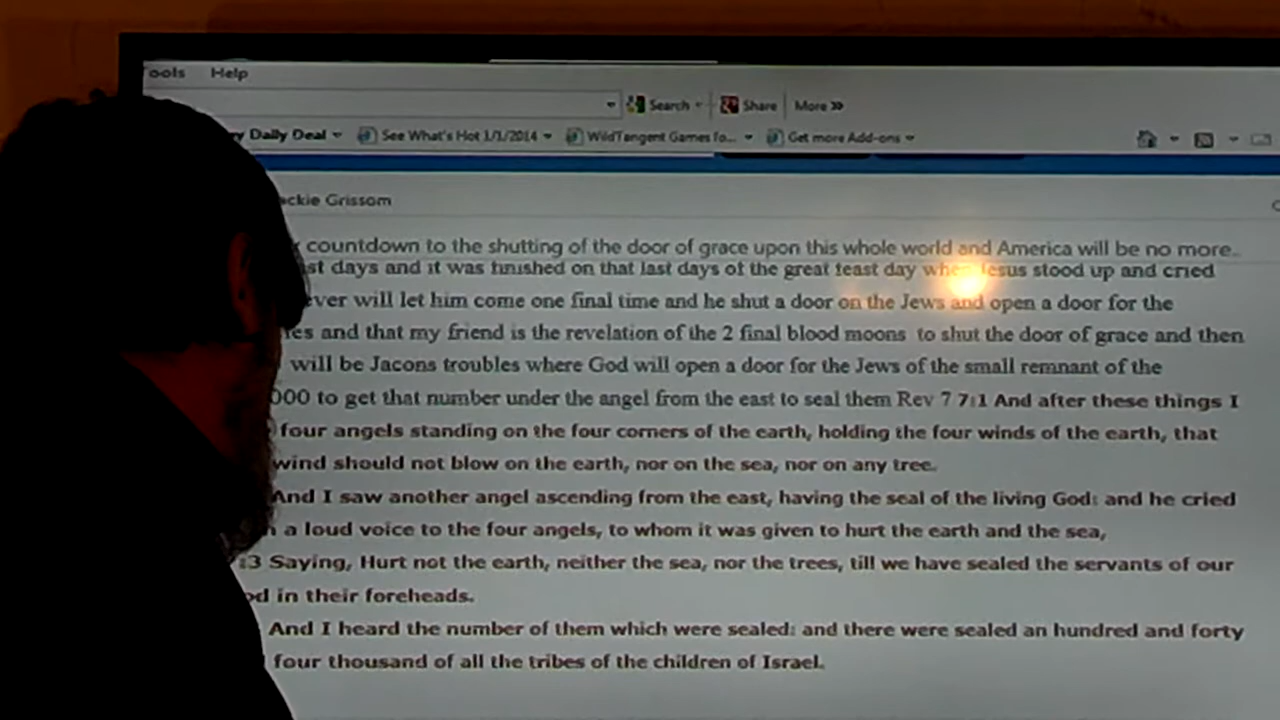 ools Help
Search Share More »
y Daily Deal See What's Hot 1/1/2014 WildTangent Games fo... Get more Add-ons
ackie Grissom
countdown to the shutting of the door of grace upon this whole world and America will be no more.
st days and it was finished on that last days of the great feast day when Jesus stood up and cried
ever will let him come one final time and he shut a door on the Jews and open a door for the
es and that my friend is the revelation of the 2 final blood moons to shut the door of grace and then
will be Jacons troubles where God will open a door for the Jews of the small remnant of the
000 to get that number under the angel from the east to seal them Rev 7 7:1 And after these things I
four angels standing on the four corners of the earth, holding the four winds of the earth, that
wind should not blow on the earth, nor on the sea, nor on any tree.
And I saw another angel ascending from the east, having the seal of the living God: and he cried
a loud voice to the four angels, to whom it was given to hurt the earth and the sea,
:3 Saying, Hurt not the earth, neither the sea, nor the trees, till we have sealed the servants of our
od in their foreheads.
And I heard the number of them which were sealed: and there were sealed an hundred and forty
four thousand of all the tribes of the children of Israel.